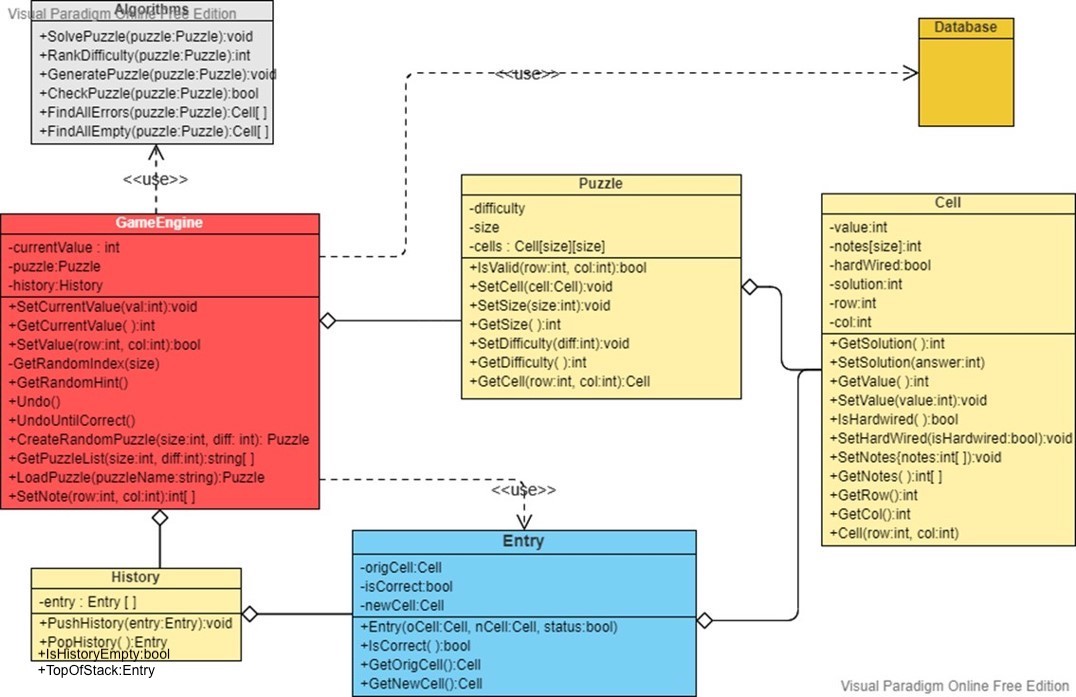 Visual Paradigm Online Free Edition
Algorithms
+SolvePuzzle(puzzle:Puzzle):void
+RankDifficulty(puzzle:Puzzle):int
+GeneratePuzzle(puzzle:Puzzle):void
+CheckPuzzle(puzzle:Puzzle):bool
+FindAllErrors(puzzle:Puzzle):Cell[ ]
+FindAllEmpty(puzzle:Puzzle):Cell[ ]
Database
<<use>>
<<use>>
GameEngine
-currentValue : int
-puzzle:Puzzle
-history:History
+SetCurrentValue(val:int):void
+GetCurrentValue( ):int
+SetValue(row:int, col:int):bool
-GetRandomIndex(size)
+GetRandomHint()
+Undo()
+UndoUntilCorrect()
+CreateRandomPuzzle(size:int, diff: int): Puzzle
+GetPuzzleList(size:int, diff:int):string[ ]
+LoadPuzzle(puzzleName:string):Puzzle
+SetNote(row:int, col:int):int[ ]
Puzzle
-difficulty
-size
-cells : Cell[size][size]
+IsValid(row:int, col:int):bool
+SetCell(cell:Cell):void
+SetSize(size:int):void
+GetSize( ):int
+SetDifficulty(diff:int):void
+GetDifficulty( ):int
+GetCell(row:int, col:int):Cell
Cell
-value:int
-notes[size]:int
-hardWired:bool
-solution:int
-row:int
-col:int
+GetSolution( ):int
+SetSolution(answer:int)
+GetValue( ):int
+SetValue(value:int):void
+IsHardwired( ):bool
+SetHardWired(isHardwired:bool):void
+SetNotes{notes:int[ ]):void
+GetNotes( ):int[ ]
+GetRow():int
+GetCol():int
+Cell(row:int, col:int)
<<use>>
History
-entry : Entry [ ]
+PushHistory(entry:Entry):void
+PopHistory( ):Entry
+IsHistoryEmpty:bool
+TopOfStack:Entry
Entry
-origCell:Cell
-isCorrect:bool
-newCell:Cell
+Entry(oCell:Cell, nCell:Cell, status:bool)
+IsCorrect( ):bool
+GetOrigCell():Cell
+GetNewCell():Cell
Visual Paradigm Online Free Edition